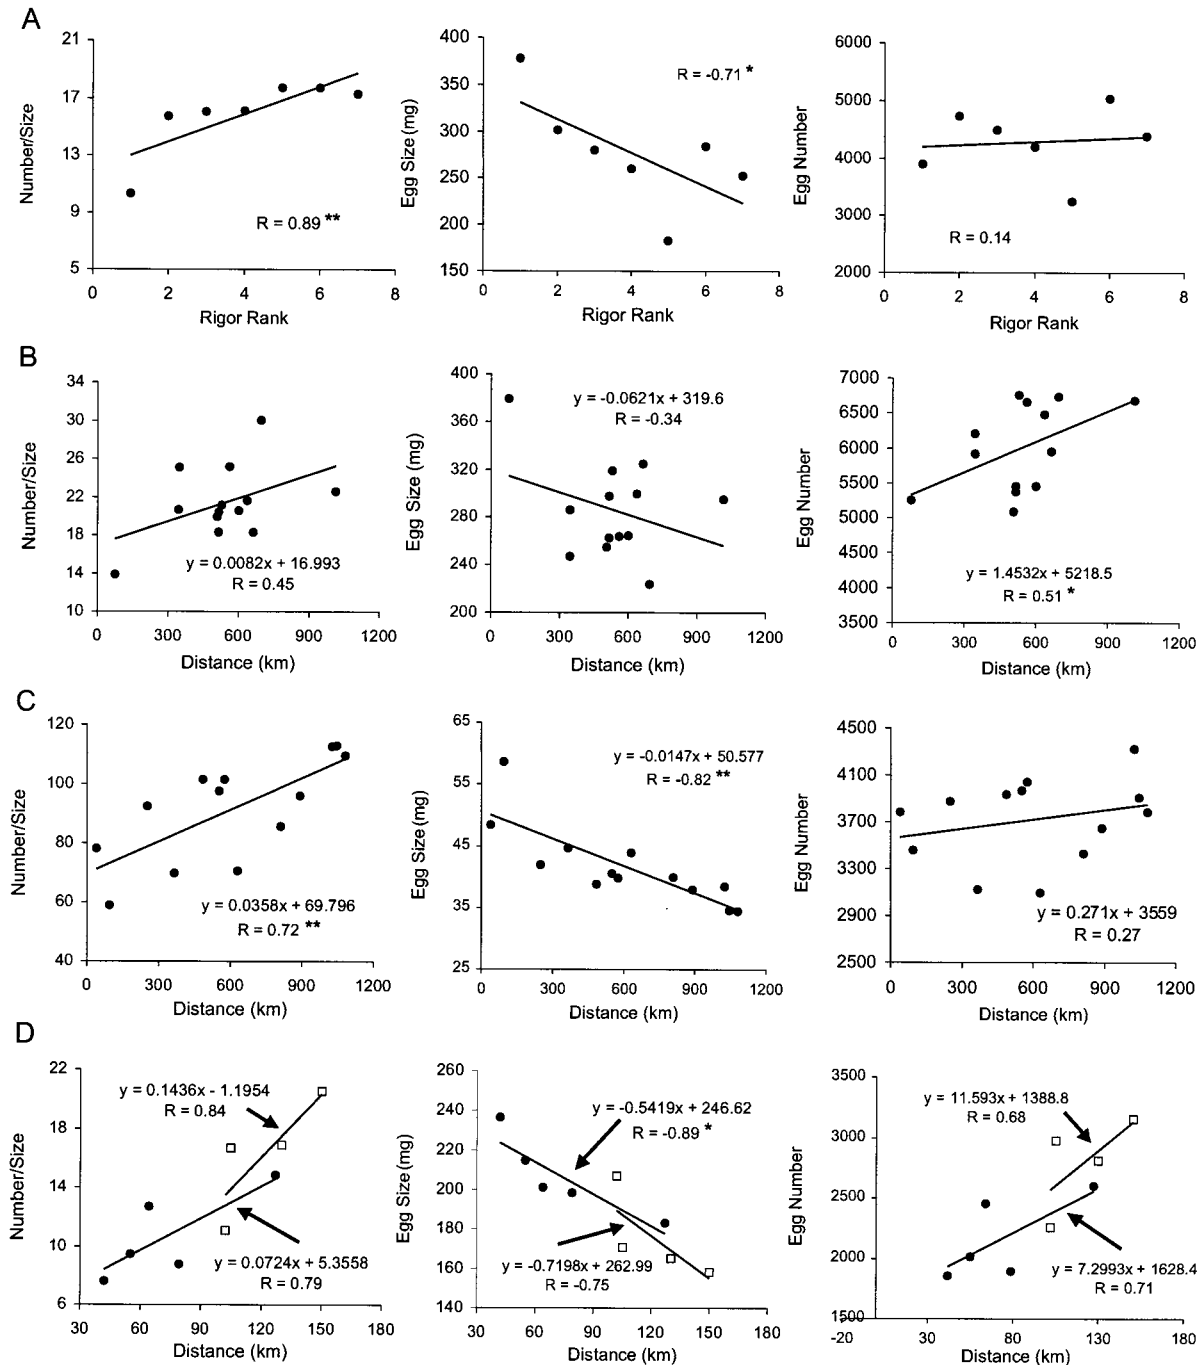 A
Number/Size
21
17
13
9
5
R = 0.89 **
0 2 4 6 8
Rigor Rank
Egg Size (mg)
400
350
300
250
200
150
R = -0.71 *
0 2 4 6 8
Rigor Rank
Egg Number
6000
5000
4000
3000
2000
R = 0.14
0 2 4 6 8
Rigor Rank
B
Number/Size
34
30
26
22
18
14
10
y = 0.0082x + 16.993
R = 0.45
0 300 600 900 1200
Distance (km)
Egg Size (mg)
400
360
320
280
240
200
y = -0.0621x + 319.6
R = -0.34
0 300 600 900 1200
Distance (km)
Egg Number
7000
6500
6000
5500
5000
4500
4000
3500
y = 1.4532x + 5218.5
R = 0.51 *
0 300 600 900 1200
Distance (km)
C
Number/Size
120
100
80
60
40
y = 0.0358x + 69.796
R = 0.72 **
0 300 600 900 1200
Distance (km)
Egg Size (mg)
65
55
45
35
25
y = -0.0147x + 50.577
R = -0.82 **
0 300 600 900 1200
Distance (km)
Egg Number
4500
4100
3700
3300
2900
2500
y = 0.271x + 3559
R = 0.27
0 300 600 900 1200
Distance (km)
D
Number/Size
22
18
14
10
6
y = 0.1436x - 1.1954
R = 0.84
y = 0.0724x + 5.3558
R = 0.79
30 60 90 120 150 180
Distance (km)
Egg Size (mg)
260
240
220
200
180
160
140
y = -0.5419x + 246.62
R = -0.89 *
y = -0.7198x + 262.99
R = -0.75
30 60 90 120 150 180
Distance (km)
Egg Number
3500
3000
2500
2000
1500
y = 11.593x + 1388.8
R = 0.68
y = 7.2993x + 1628.4
R = 0.71
-20 30 80 130 180
Distance (km)